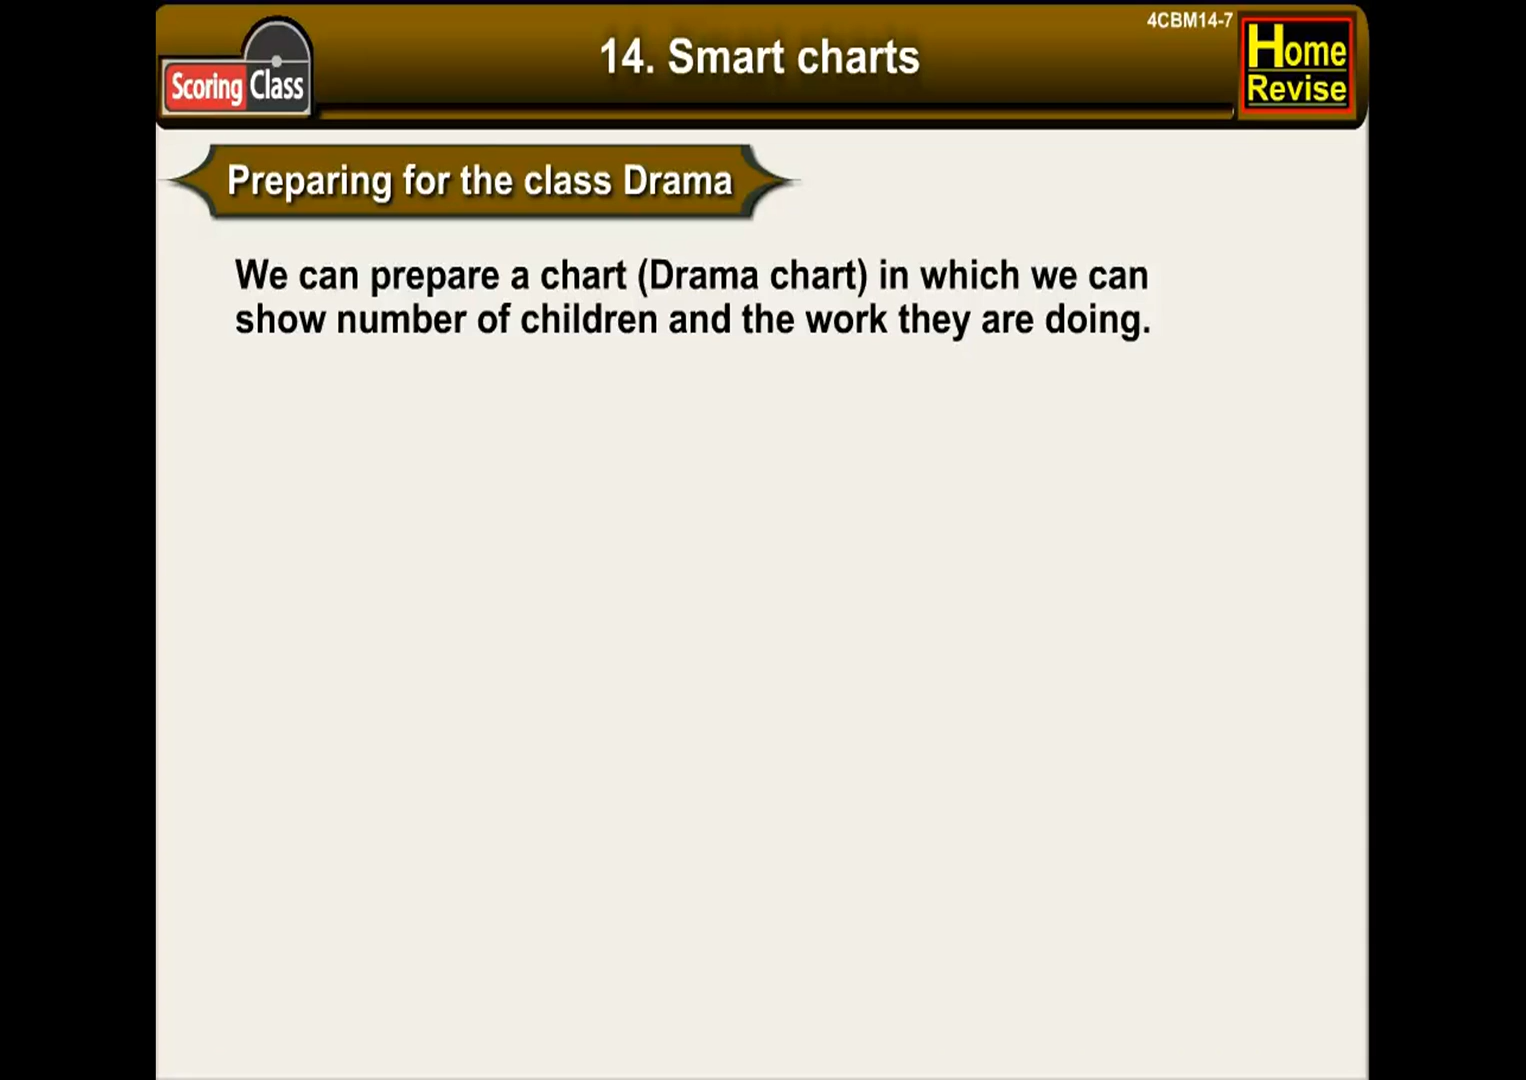 4CBM14-7
14. Smart charts
Scoring Class
Home
Revise
Preparing for the class Drama
We can prepare a chart (Drama chart) in which we can
show number of children and the work they are doing.